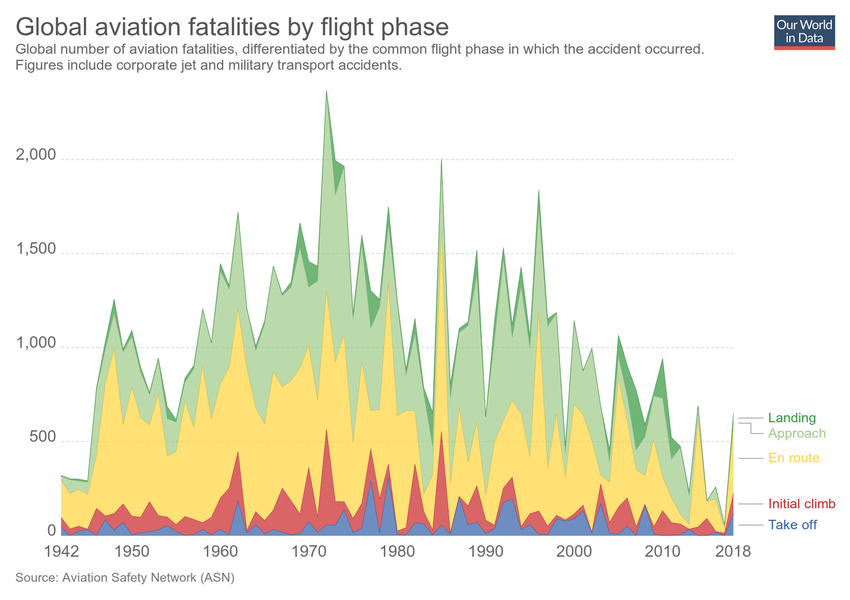 Global aviation fatalities by flight phase
Our World
in Data
Global number of aviation fatalities, differentiated by the common flight phase in which the accident occurred.
Figures include corporate jet and military transport accidents.
2,000
1,500
1,000
500
0
Landing
Approach
En route
Initial climb
Take off
1942 1950 1960 1970 1980 1990 2000 2010 2018
Source: Aviation Safety Network (ASN)